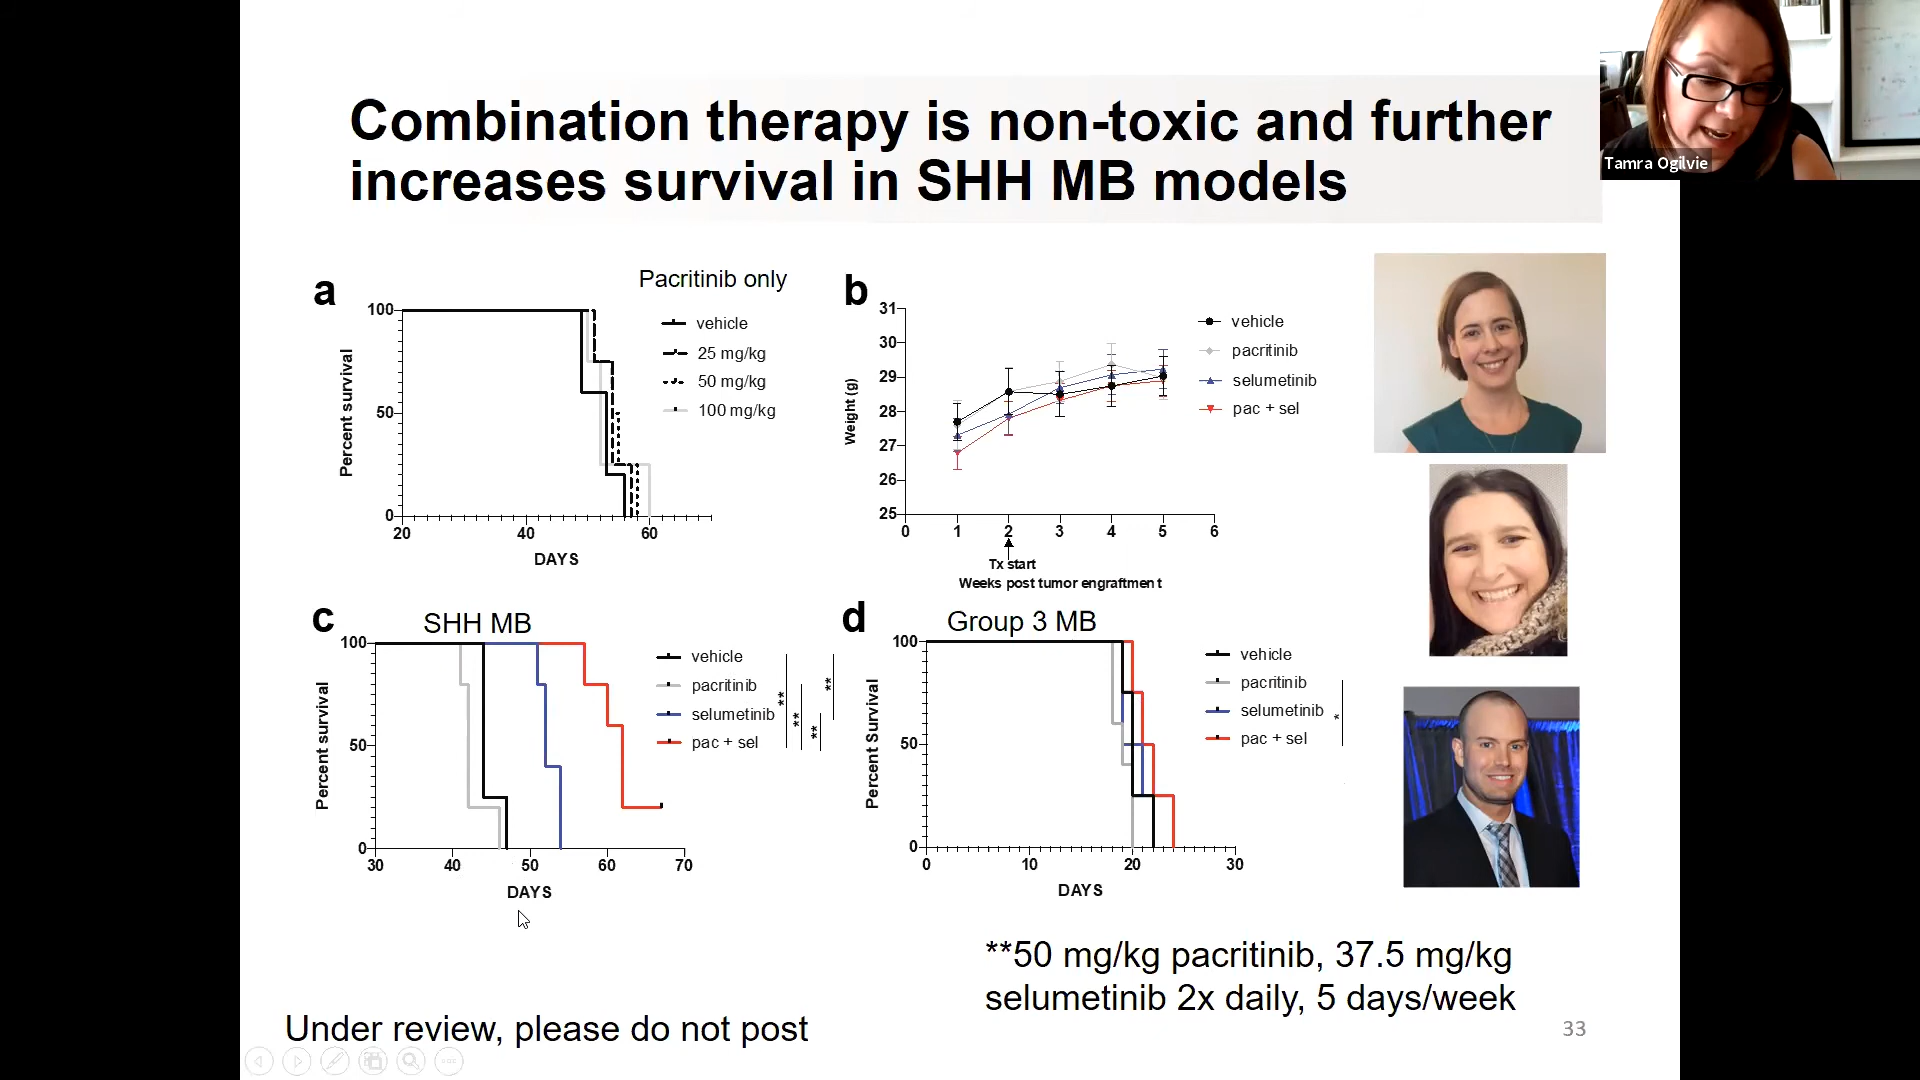 Combination therapy is non-toxic and further
increases survival in SHH MB models
Tamra Ogilvie
a
Pacritinib only
100
50
0
Percent survival
20
40
60
DAYS
vehicle
25 mg/kg
50 mg/kg
100 mg/kg
b
31
30
29
28
27
26
25
Weight (g)
0
1
2
3
4
5
6
Tx start
Weeks post tumor engraftment
vehicle
pacritinib
selumetinib
pac + sel
c
SHH MB
100
50
0
Percent survival
30
40
50
60
70
DAYS
vehicle
pacritinib
selumetinib
pac + sel
**
**
**
**
d
Group 3 MB
100
50
0
Percent Survival
0
10
20
30
DAYS
vehicle
pacritinib
selumetinib
pac + sel
*
**50 mg/kg pacritinib, 37.5 mg/kg
selumetinib 2x daily, 5 days/week
Under review, please do not post
33